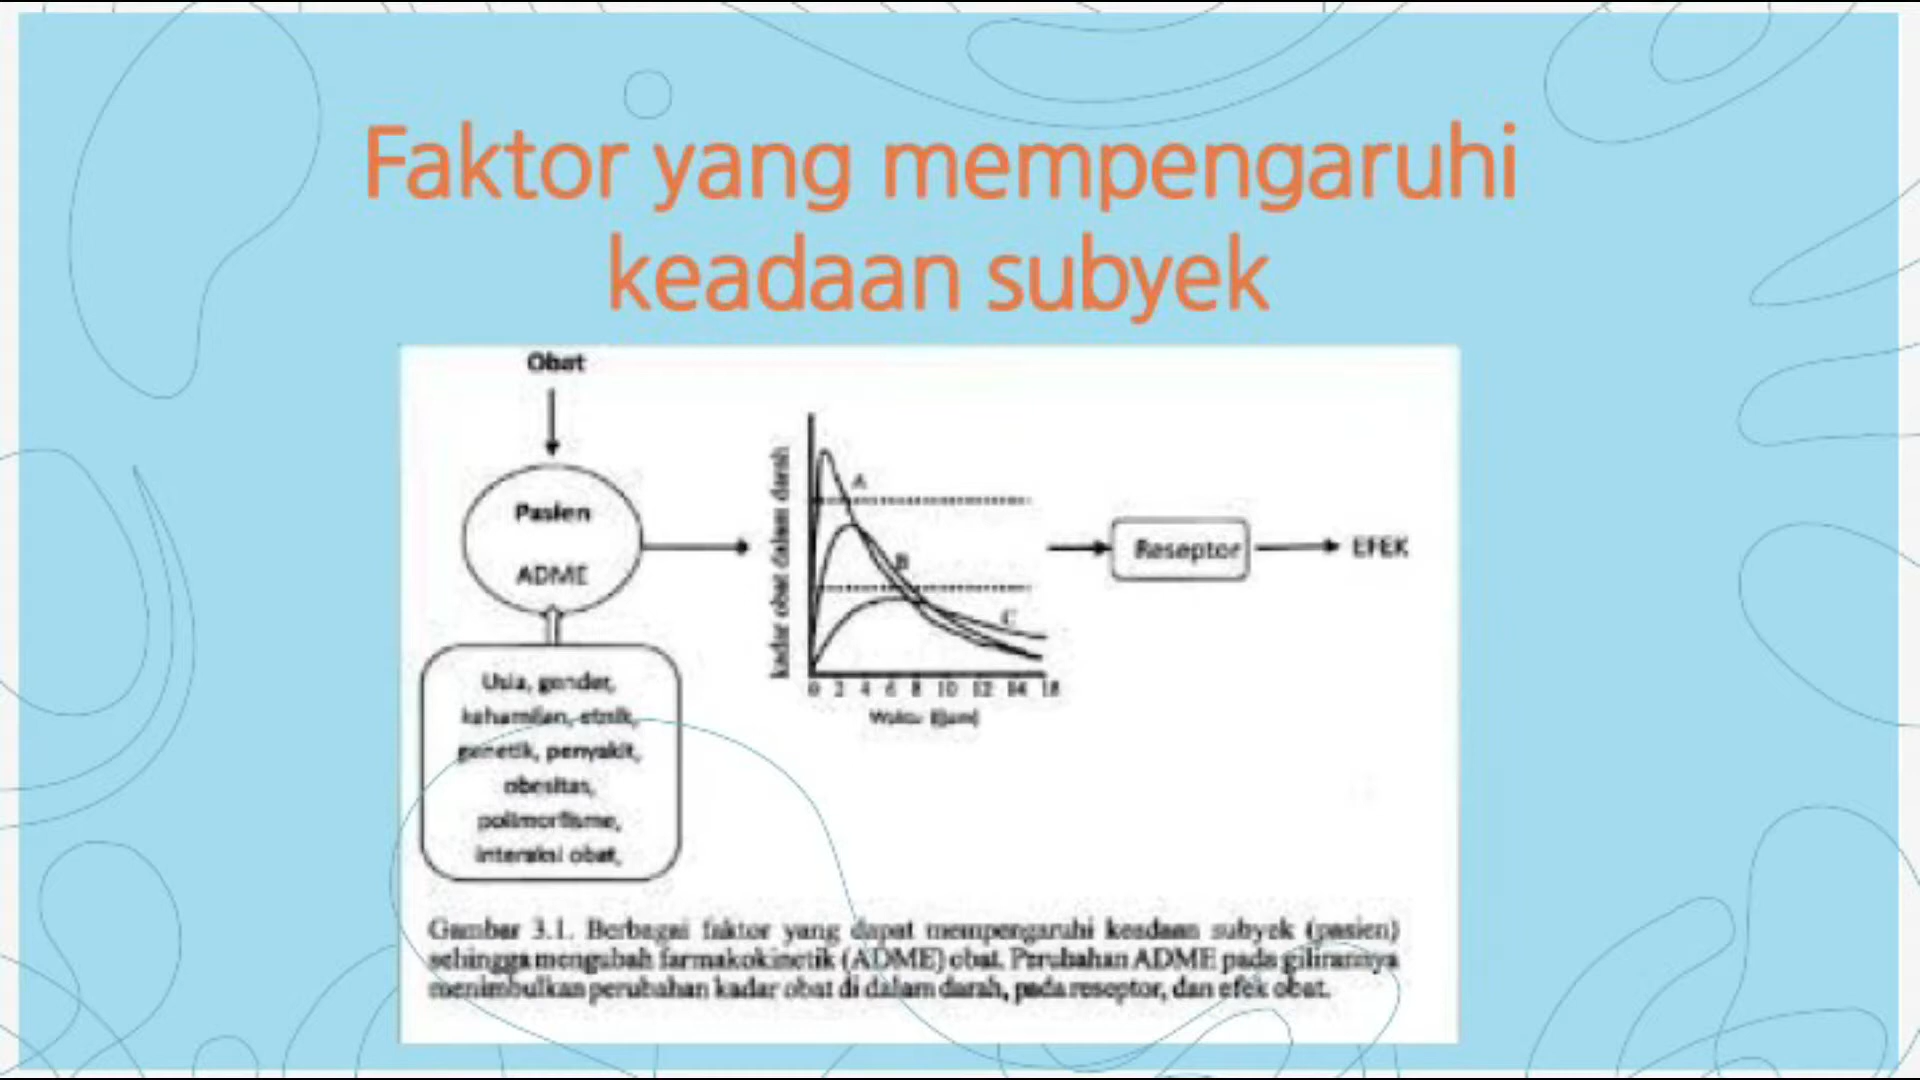 Faktor yang mempengaruhi
keadaan subyek
Obat
Pasien
ADME
Usia, gender,
kehamilan, etnik,
genetik, penyakit,
obesitas,
polimorfisme,
interaksi obat,
kadar obat dalam darah
A
B
C
0 2 4 6 8 10 12 14 18
Waktu (jam)
Reseptor
EFEK
Gambar 3.1. Berbagai faktor yang dapat mempengaruhi keadaan subyek (pasien)
sehingga mengubah farmakokinetik (ADME) obat. Perubahan ADME pada gilirannya
menimbulkan perubahan kadar obat di dalam darah, pada reseptor, dan efek obat.